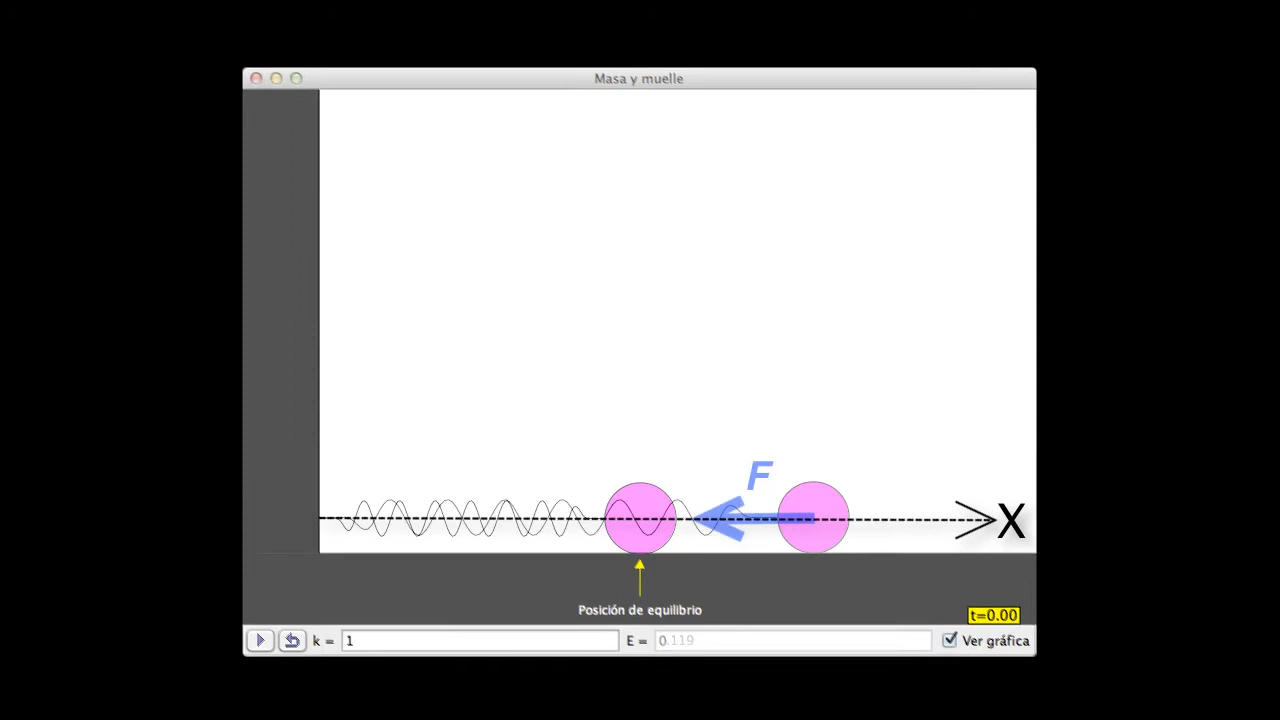 Masa y muelle
F
X
Posición de equilibrio
t=0.00
k = 1 E = 0.119 Ver gráfica